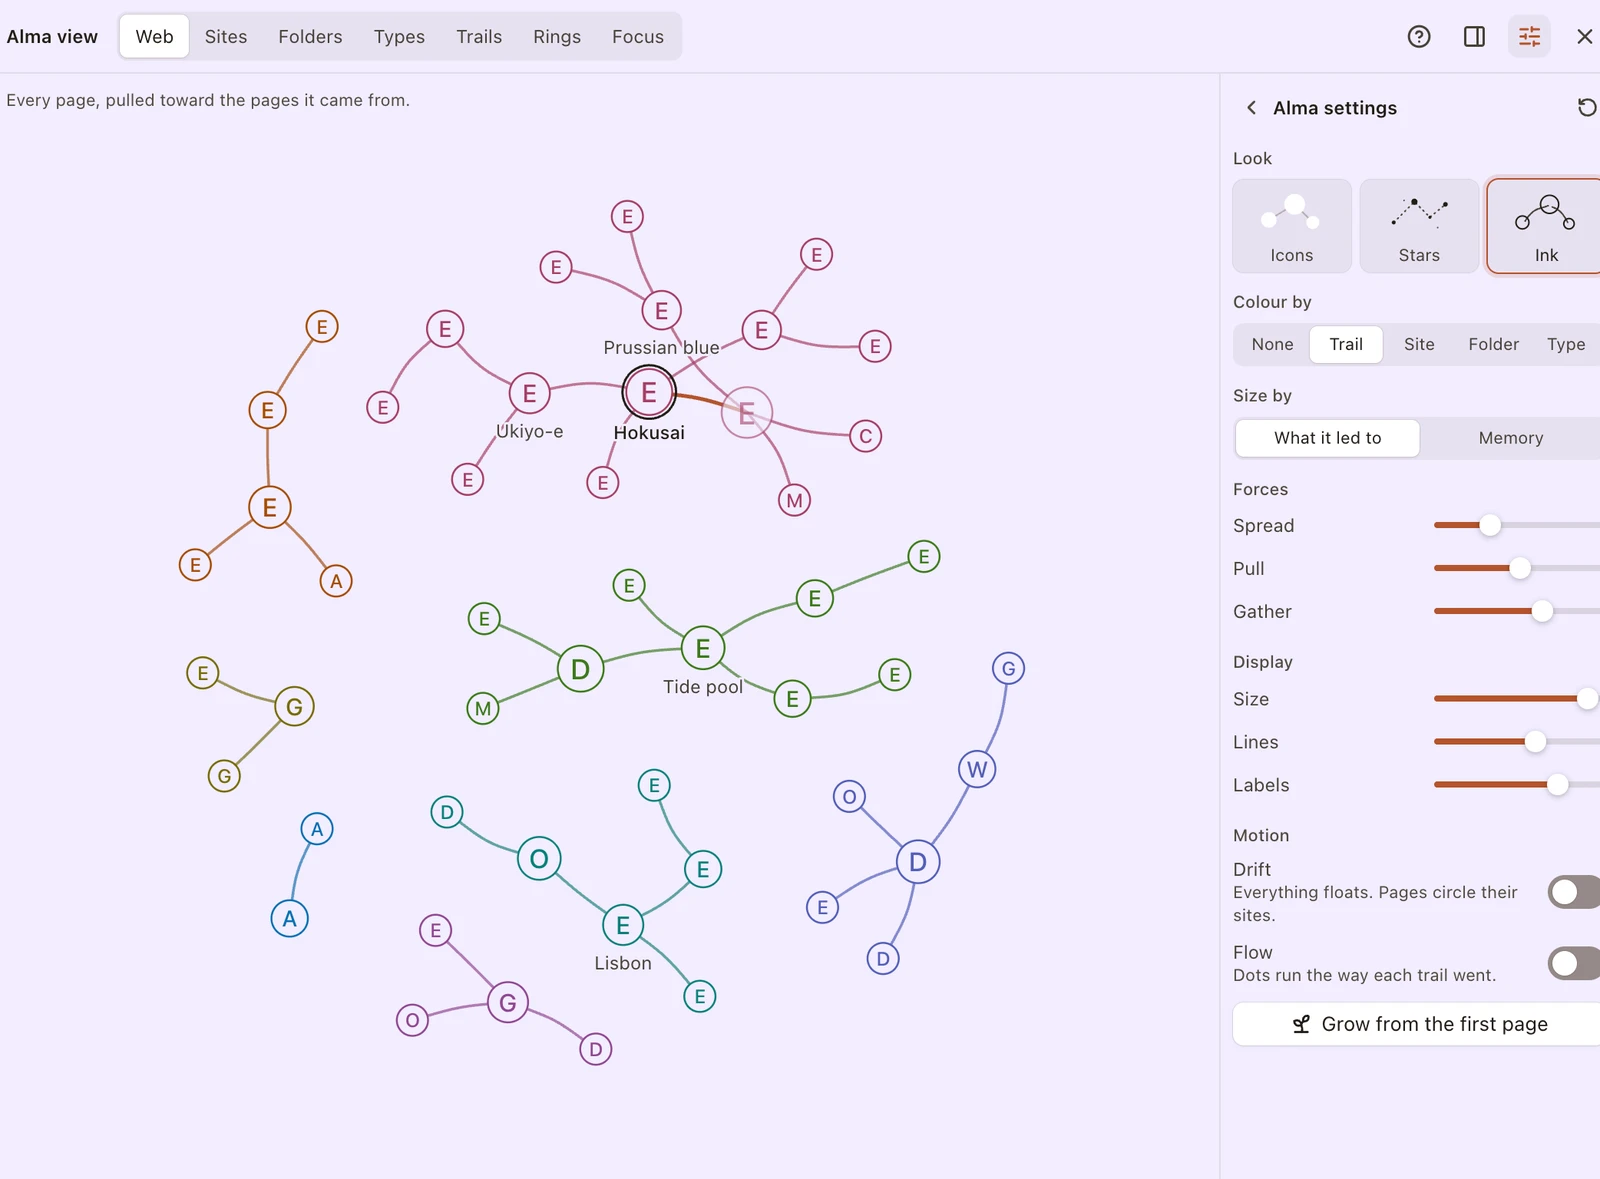 Alma view
Web
Sites
Folders
Types
Trails
Rings
Focus
Every page, pulled toward the pages it came from.
Alma settings
Look
Icons
Stars
Ink
Colour by
None
Trail
Site
Folder
Type
Size by
What it led to
Memory
Forces
Spread
Pull
Gather
Display
Size
Lines
Labels
Motion
Drift
Everything floats. Pages circle their
sites.
Flow
Dots run the way each trail went.
Grow from the first page
E
E
E
E
E
E
E
E
Prussian blue
E
E
E
E
E
Ukiyo-e
Hokusai
E
C
E
E
M
E
E
A
E
E
E
E
E
D
E
Tide pool
M
E
E
E
G
G
G
W
O
D
E
D
A
A
D
E
O
E
E
Lisbon
E
E
G
O
D